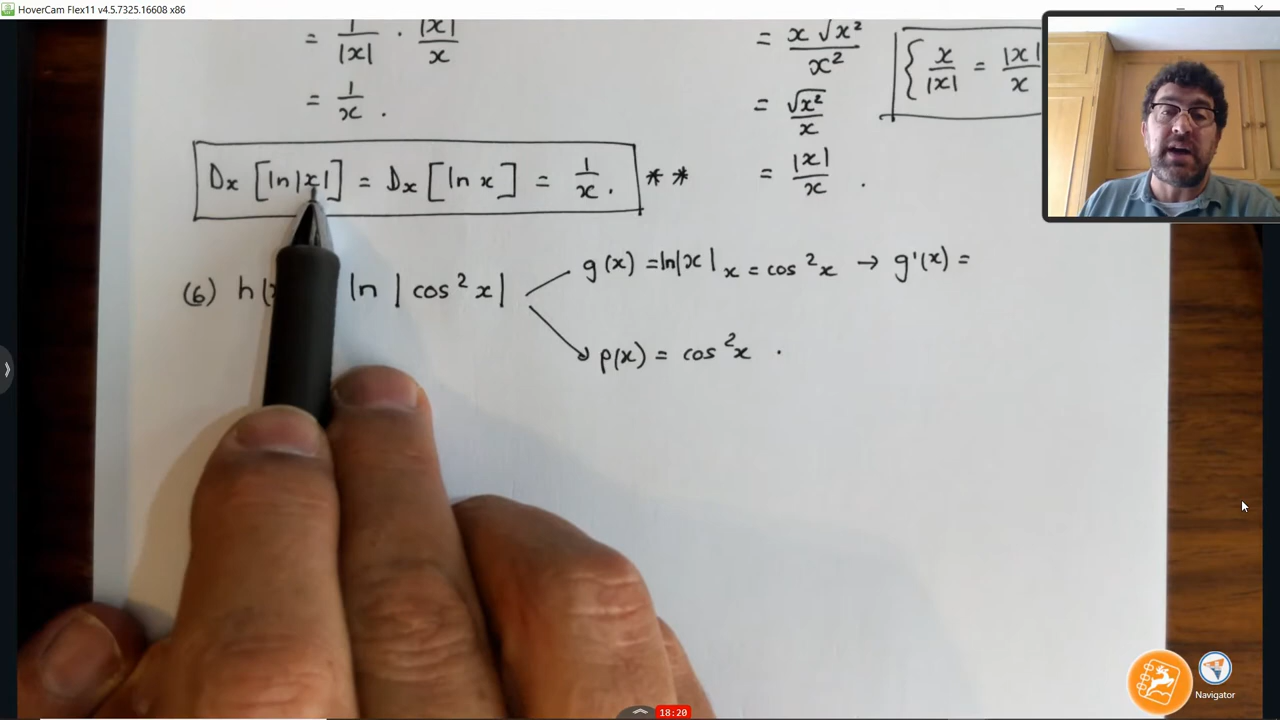 HoverCam Flex11 v4.5.7325.16608 x86
= 1/|x| · |x|/x
= 1/x .
Dx [ln|x|] = Dx [ln x] = 1/x . **
= x √x² / x²
= √x² / x
= |x| / x .
{ x/|x| = |x|/x
(6) h( ln | cos² x|
g(x) = ln|x| x = cos² x → g'(x) =
p(x) = cos² x .
Navigator
18:20